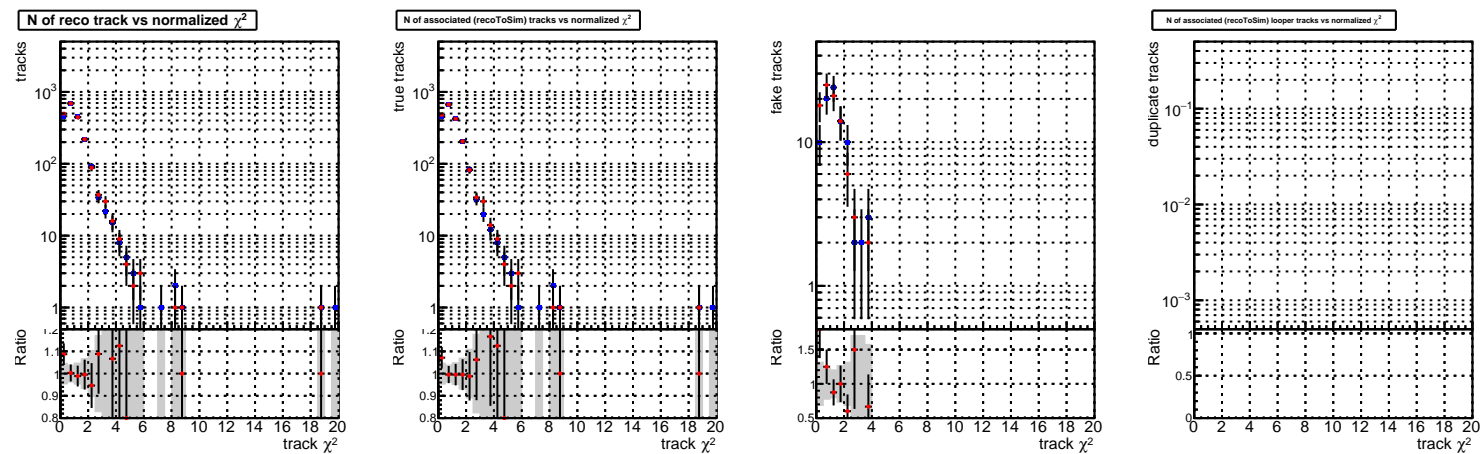 N of reco track vs normalized χ²
tracks
10³
10²
10
1
Ratio
1.2
1.1
1
0.9
0.8
0 2 4 6 8 10 12 14 16 18 20
track χ²
N of associated (recoToSim) tracks vs normalized χ²
true tracks
10³
10²
10
1
Ratio
1.2
1.1
1
0.9
0.8
0 2 4 6 8 10 12 14 16 18 20
track χ²
fake tracks
10
1
Ratio
1.5
1
0.5
0 2 4 6 8 10 12 14 16 18 20
track χ²
N of associated (recoToSim) looper tracks vs normalized χ²
duplicate tracks
10⁻¹
10⁻²
10⁻³
Ratio
1
0.5
0
0 2 4 6 8 10 12 14 16 18 20
track χ²